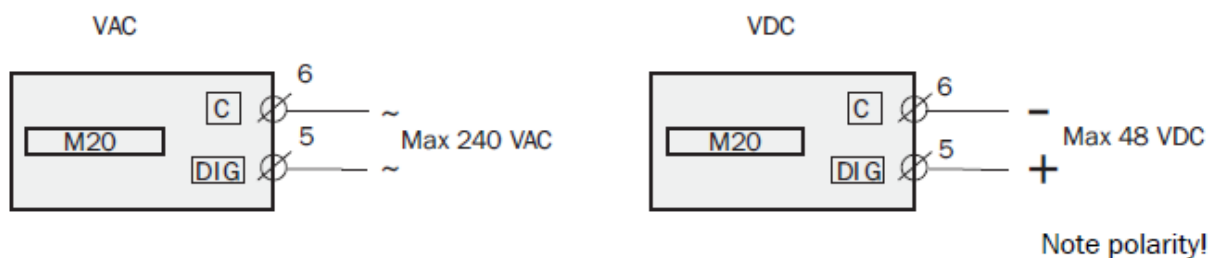 VAC
6
C
~
M20
5
Max 240 VAC
DIG
~
VDC
6
C
-
M20
5
Max 48 VDC
DIG
+
Note polarity!